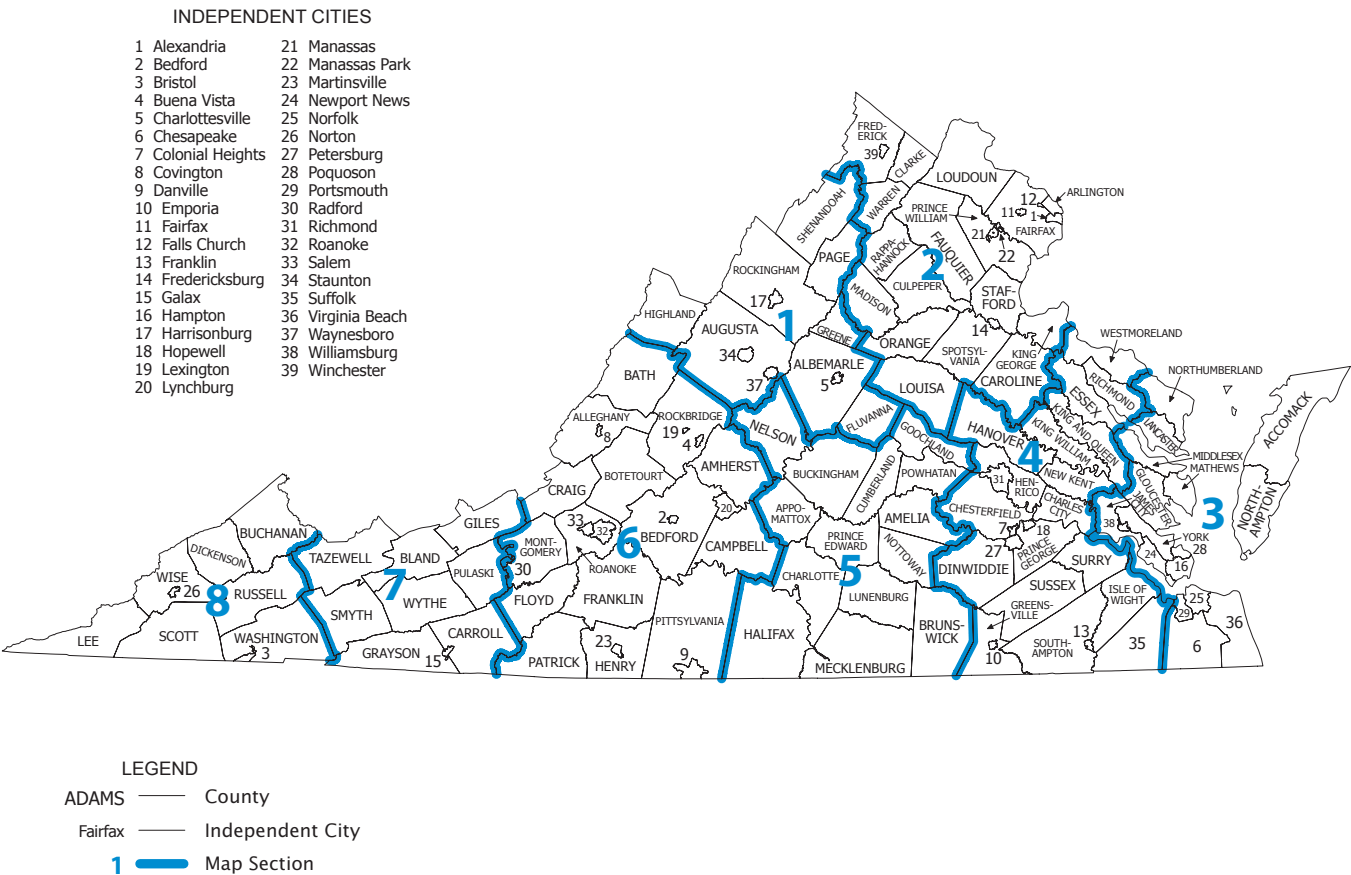 INDEPENDENT CITIES
1 Alexandria
2 Bedford
3 Bristol
4 Buena Vista
5 Charlottesville
6 Chesapeake
7 Colonial Heights
8 Covington
9 Danville
10 Emporia
11 Fairfax
12 Falls Church
13 Franklin
14 Fredericksburg
15 Galax
16 Hampton
17 Harrisonburg
18 Hopewell
19 Lexington
20 Lynchburg
21 Manassas
22 Manassas Park
23 Martinsville
24 Newport News
25 Norfolk
26 Norton
27 Petersburg
28 Poquoson
29 Portsmouth
30 Radford
31 Richmond
32 Roanoke
33 Salem
34 Staunton
35 Suffolk
36 Virginia Beach
37 Waynesboro
38 Williamsburg
39 Winchester
FRED-
ERICK
39
CLARKE
LOUDOUN
SHENANDOAH
WARREN
PRINCE
WILLIAM
12
ARLINGTON
11
1
FAIRFAX
21
22
PAGE
RAPPA-
HANNOCK
FAUQUIER
2
CULPEPER
ROCKINGHAM
17
MADISON
STAF-
FORD
HIGHLAND
AUGUSTA
34
1
GREENE
ORANGE
14
SPOTSYL-
VANIA
KING
GEORGE
WESTMORELAND
NORTHUMBERLAND
BATH
37
ALBEMARLE
5
LOUISA
CAROLINE
RICHMOND
ESSEX
ACCOMACK
ALLEGHANY
8
ROCKBRIDGE
19
4
NELSON
FLUVANNA
GOOCHLAND
HANOVER
KING AND QUEEN
KING WILLIAM
LANCASTER
4
MIDDLESEX
MATHEWS
CRAIG
BOTETOURT
AMHERST
BUCKINGHAM
CUMBERLAND
POWHATAN
31
HEN-
RICO
NEW KENT
GLOUCESTER
JAMES
CITY
CHARLES
CITY
3
NORTH-
AMPTON
GILES
33
32
2
BEDFORD
20
APPO-
MATTOX
AMELIA
CHESTERFIELD
7
18
38
YORK
28
BUCHANAN
DICKENSON
TAZEWELL
BLAND
MONT-
GOMERY
6
ROANOKE
CAMPBELL
PRINCE
EDWARD
NOTTOWAY
27
PRINCE
GEORGE
SURRY
24
16
WISE
26
8
RUSSELL
7
PULASKI
30
CHARLOTTE
5
DINWIDDIE
SUSSEX
ISLE OF
WIGHT
25
29
WYTHE
FLOYD
FRANKLIN
LUNENBURG
SMYTH
PITTSYLVANIA
HALIFAX
BRUNS-
WICK
GREENS-
VILLE
13
36
LEE
SCOTT
WASHINGTON
3
GRAYSON
15
CARROLL
PATRICK
23
HENRY
9
MECKLENBURG
10
SOUTH-
AMPTON
35
6
LEGEND
ADAMS County
Fairfax Independent City
1 Map Section